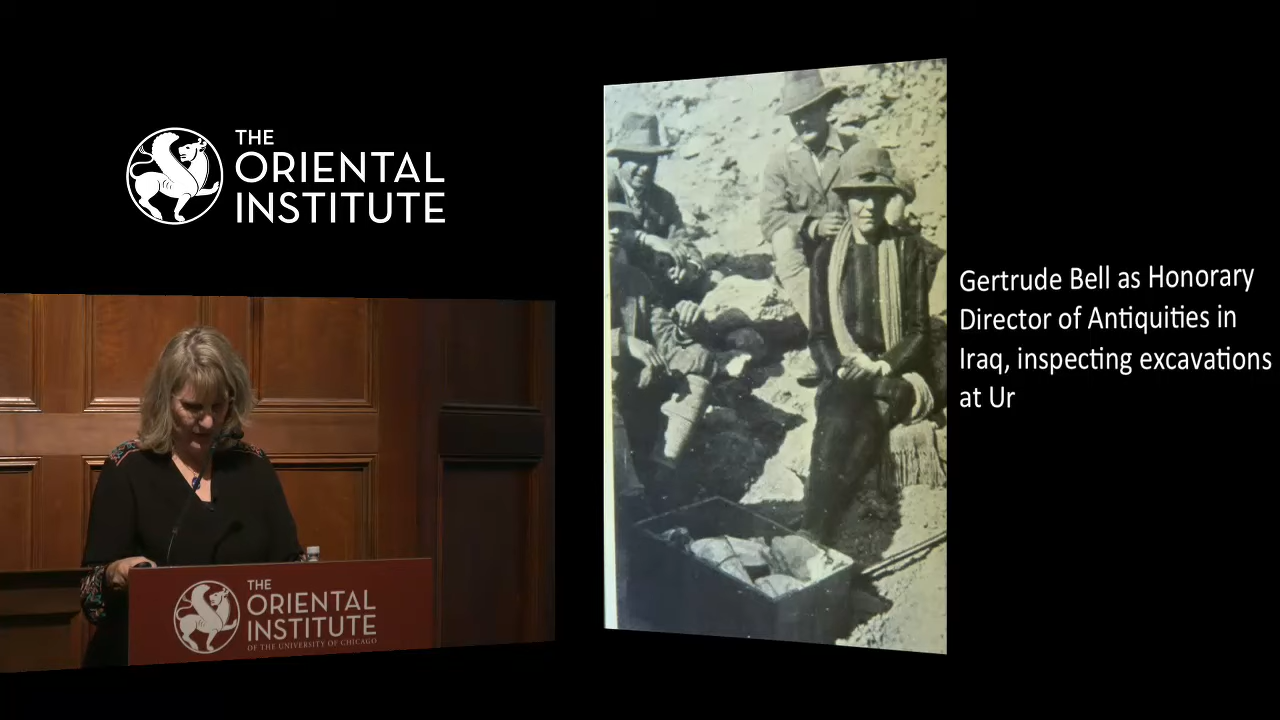 THE
ORIENTAL
INSTITUTE
Gertrude Bell as Honorary
Director of Antiquities in
Iraq, inspecting excavations
at Ur
THE
ORIENTAL
INSTITUTE
OF THE UNIVERSITY OF CHICAGO